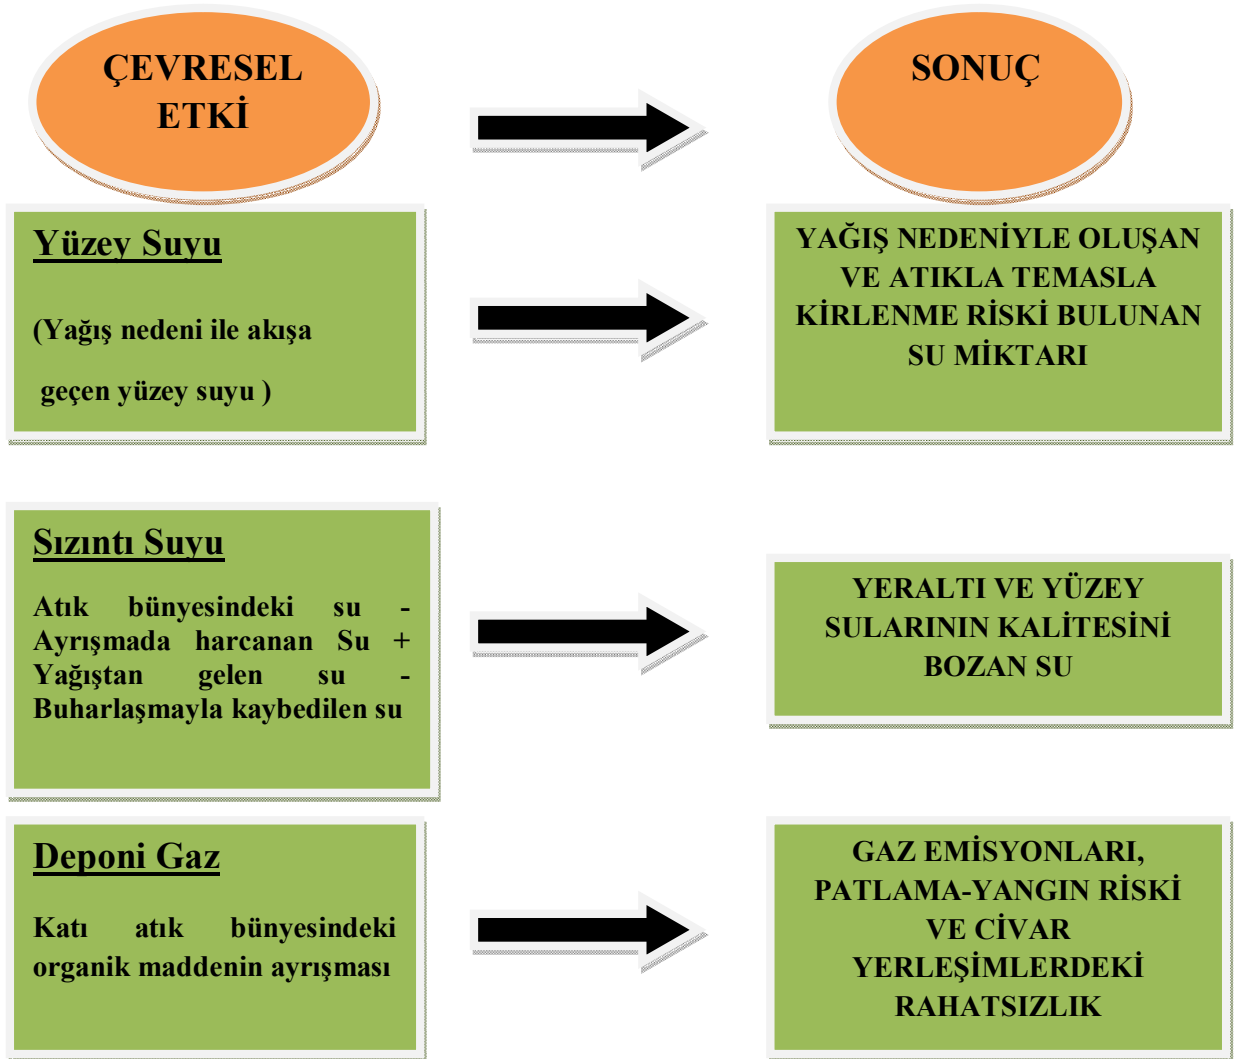 ÇEVRESEL
ETKİ
SONUÇ
Yüzey Suyu
(Yağış nedeni ile akışa
geçen yüzey suyu )
YAĞIŞ NEDENİYLE OLUŞAN
VE ATIKLA TEMASLA
KİRLENME RİSKİ BULUNAN
SU MİKTARI
Sızıntı Suyu
Atık bünyesindeki su -
Ayrışmada harcanan Su +
Yağıştan gelen su -
Buharlaşmayla kaybedilen su
YERALTI VE YÜZEY
SULARININ KALİTESİNİ
BOZAN SU
Deponi Gaz
Katı atık bünyesindeki
organik maddenin ayrışması
GAZ EMİSYONLARI,
PATLAMA-YANGIN RİSKİ
VE CİVAR
YERLEŞİMLERDEKİ
RAHATSIZLIK